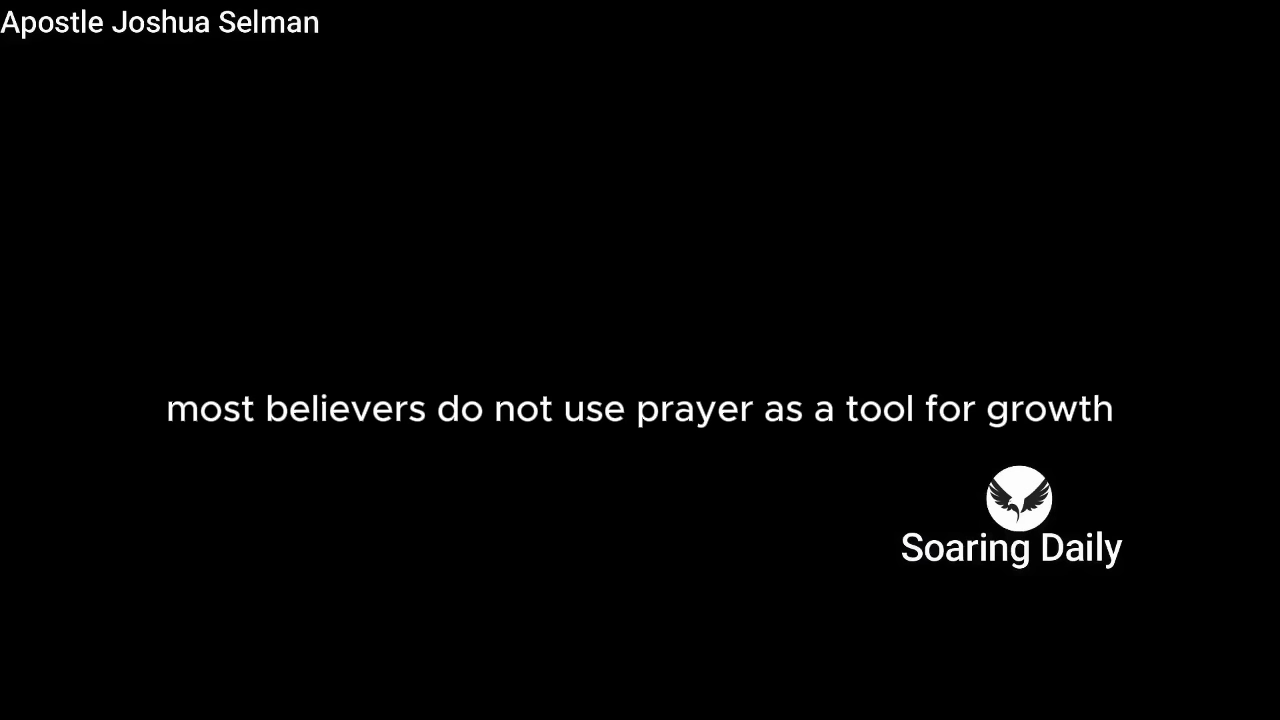 Apostle Joshua Selman
most believers do not use prayer as a tool for growth
Soaring Daily